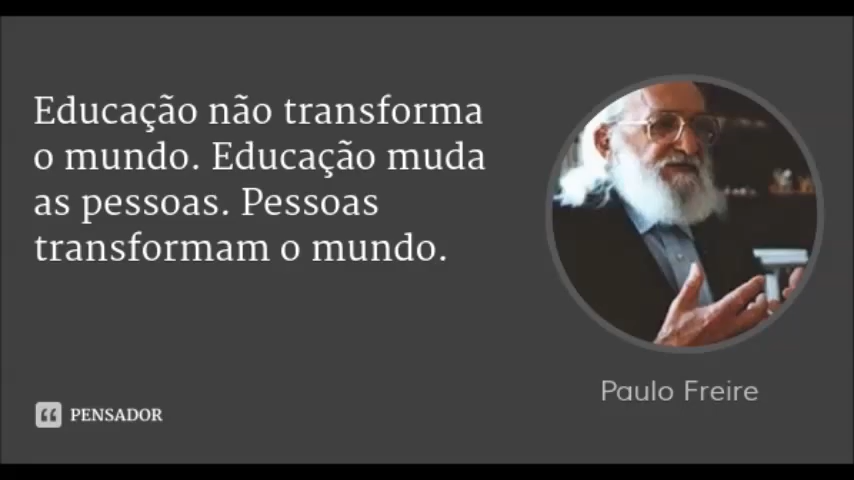 Educação não transforma
o mundo. Educação muda
as pessoas. Pessoas
transformam o mundo.
Paulo Freire
PENSADOR